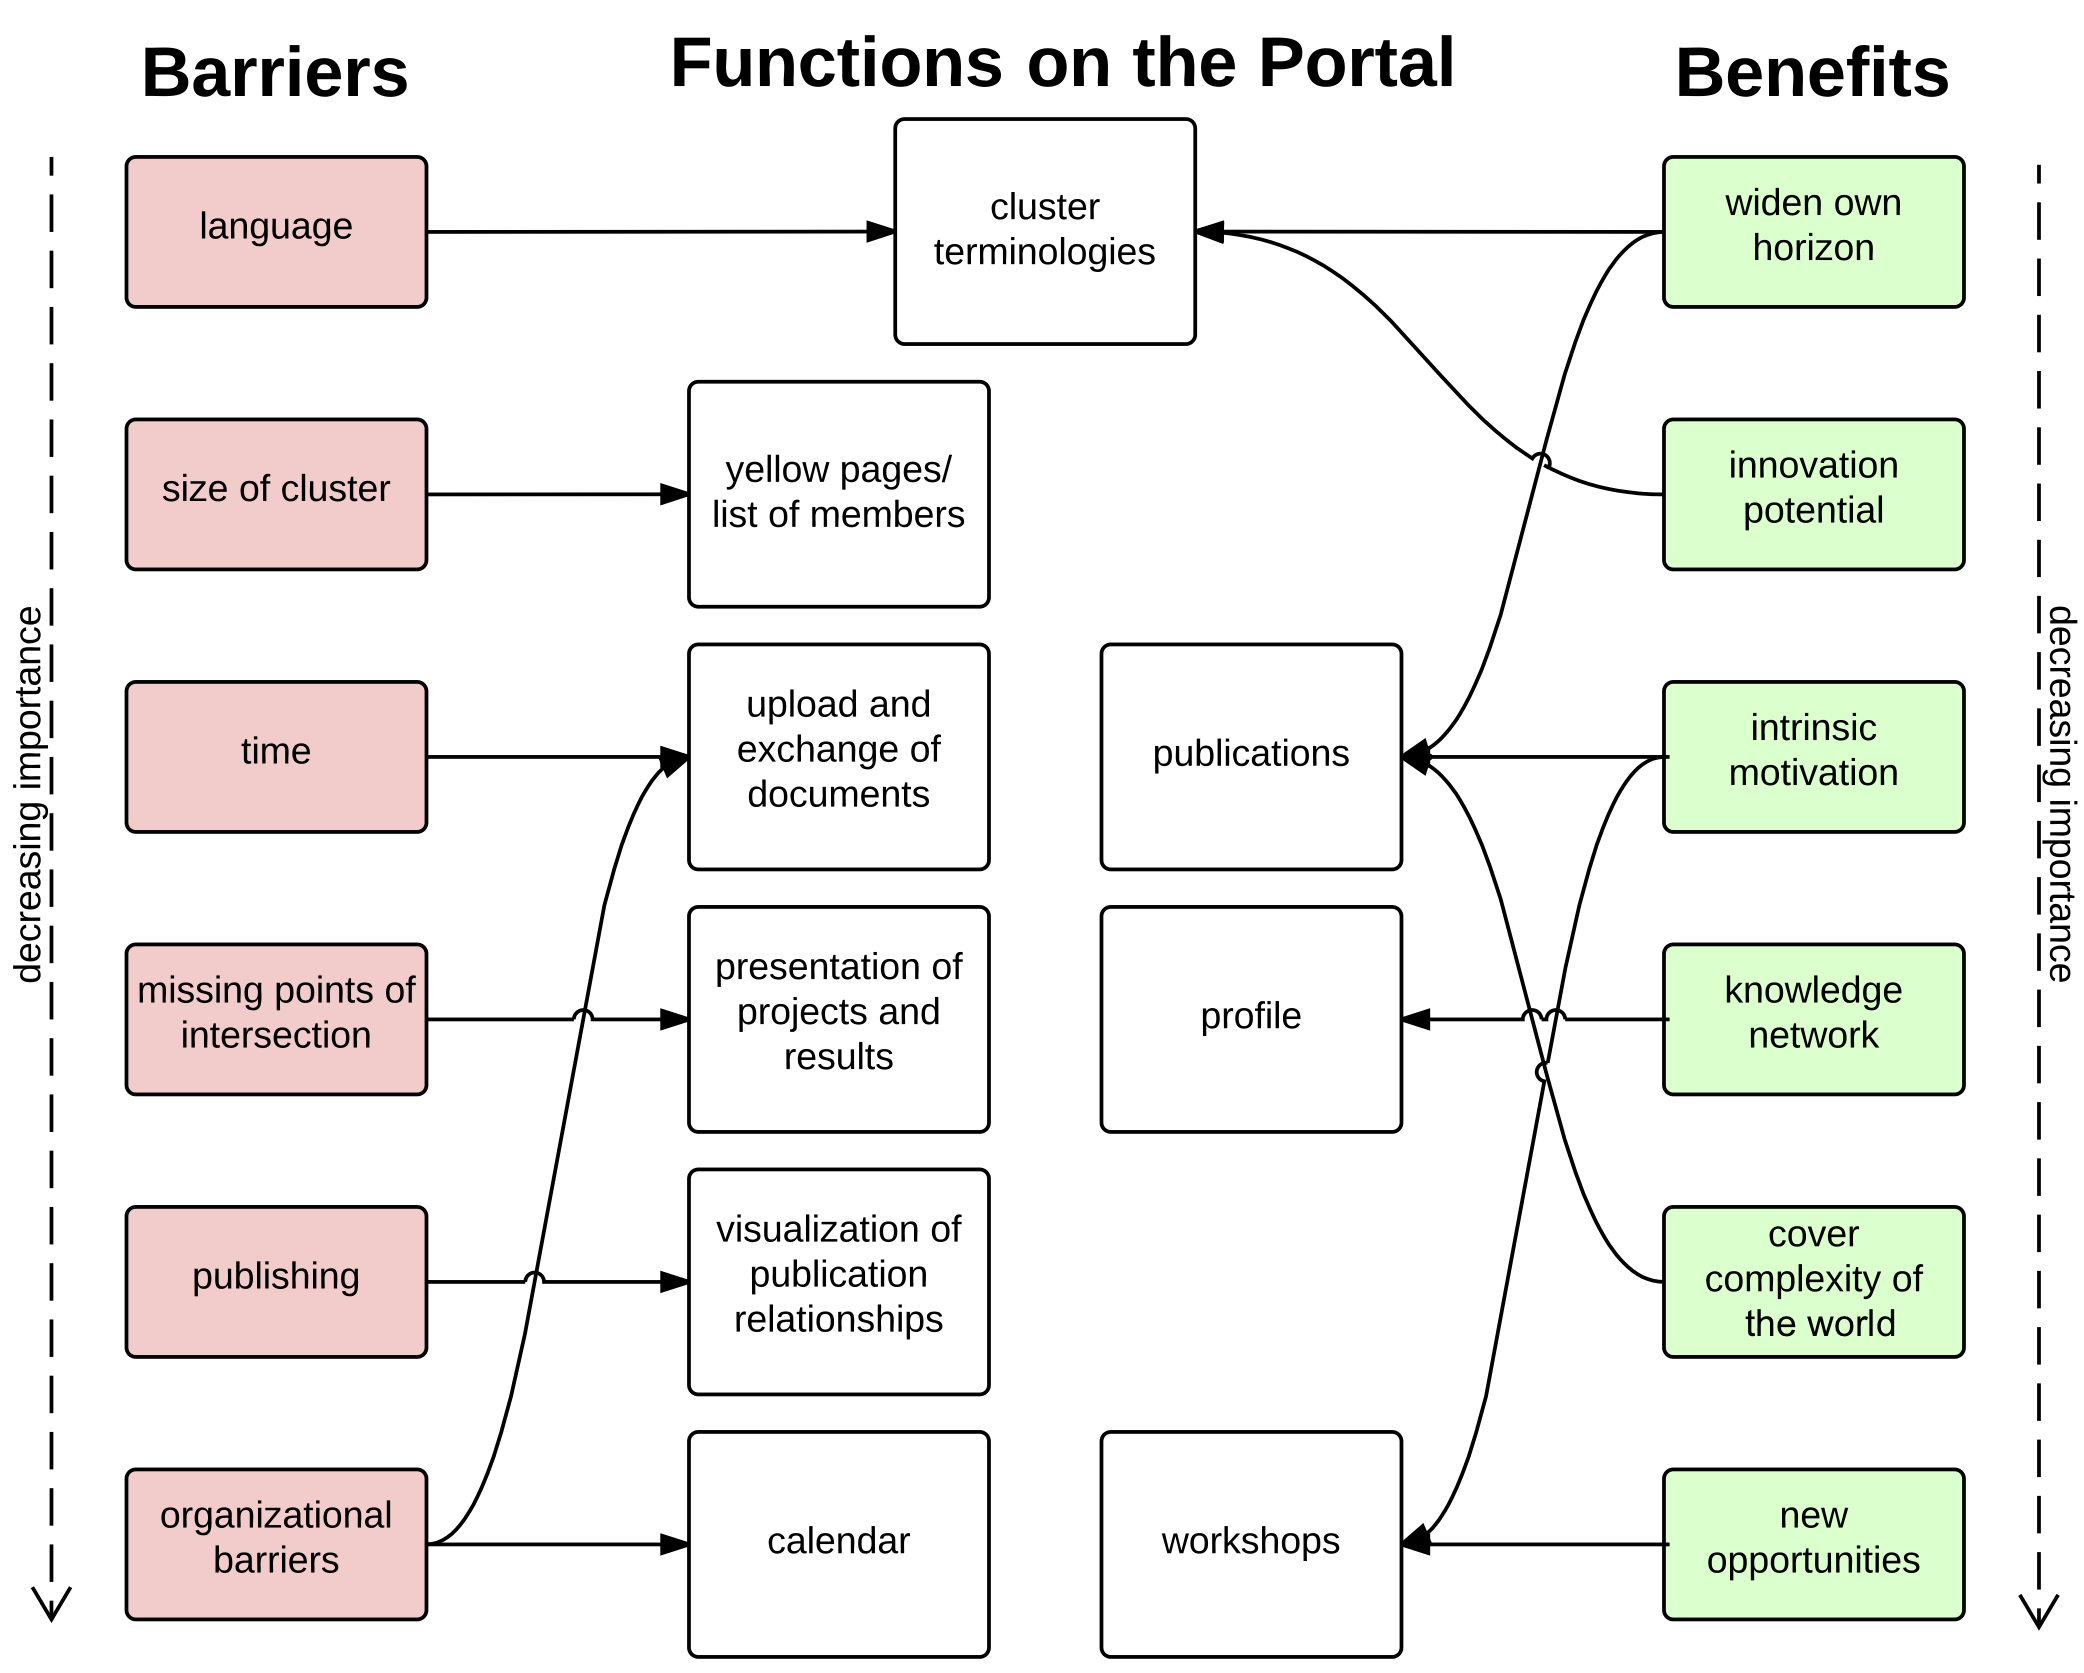 Barriers
Functions on the Portal
Benefits
decreasing importance
language
size of cluster
time
missing points of
intersection
publishing
organizational
barriers
cluster
terminologies
yellow pages/
list of members
upload and
exchange of
documents
presentation of
projects and
results
visualization of
publication
relationships
calendar
publications
profile
workshops
widen own
horizon
innovation
potential
intrinsic
motivation
knowledge
network
cover
complexity of
the world
new
opportunities
decreasing importance